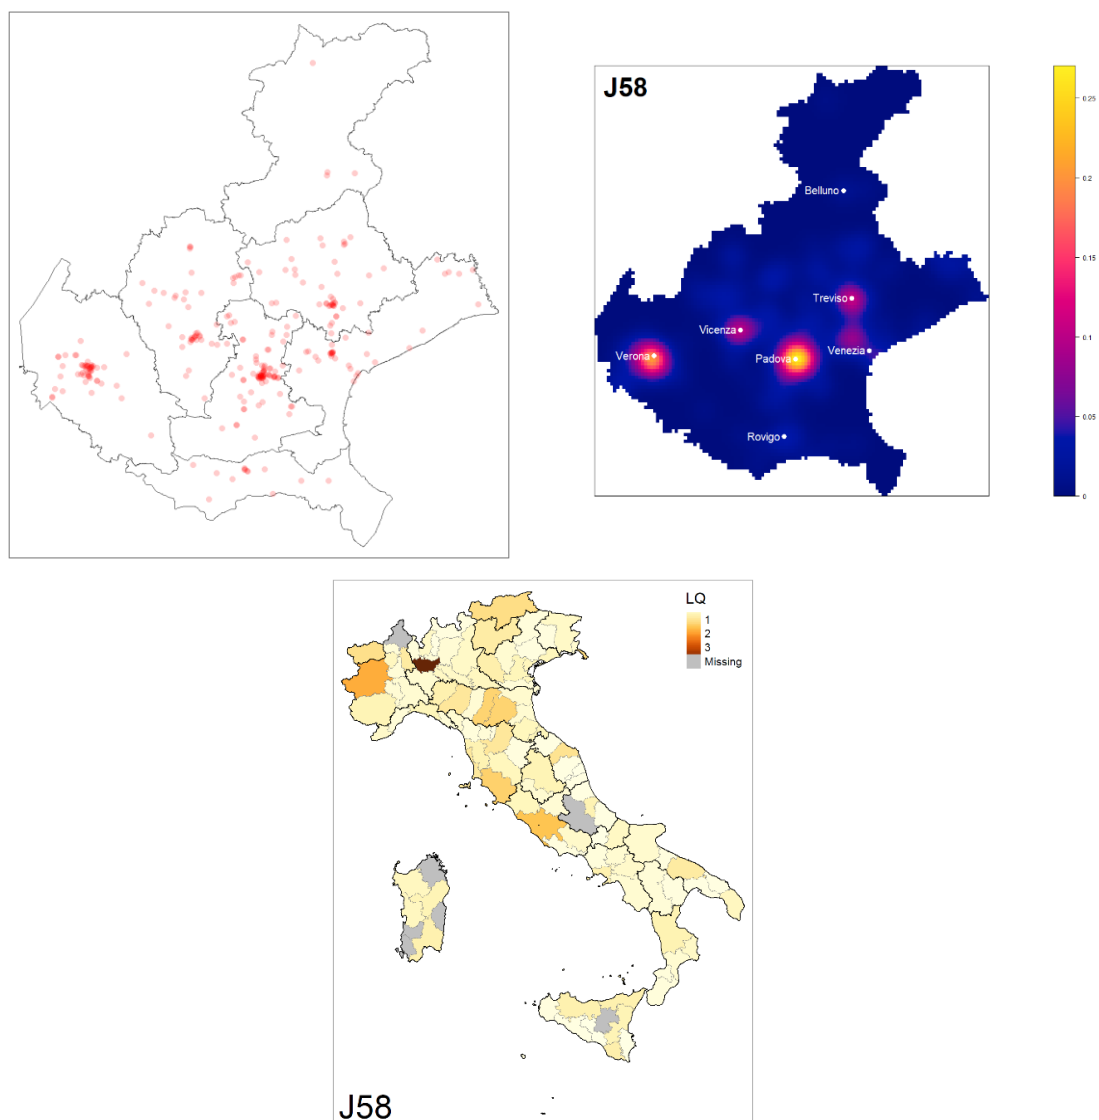 J58
Belluno
Treviso
Vicenza
Venezia
Verona
Padova
Rovigo
0.25
0.2
0.15
0.1
0.05
0
LQ
1
2
3
Missing
J58